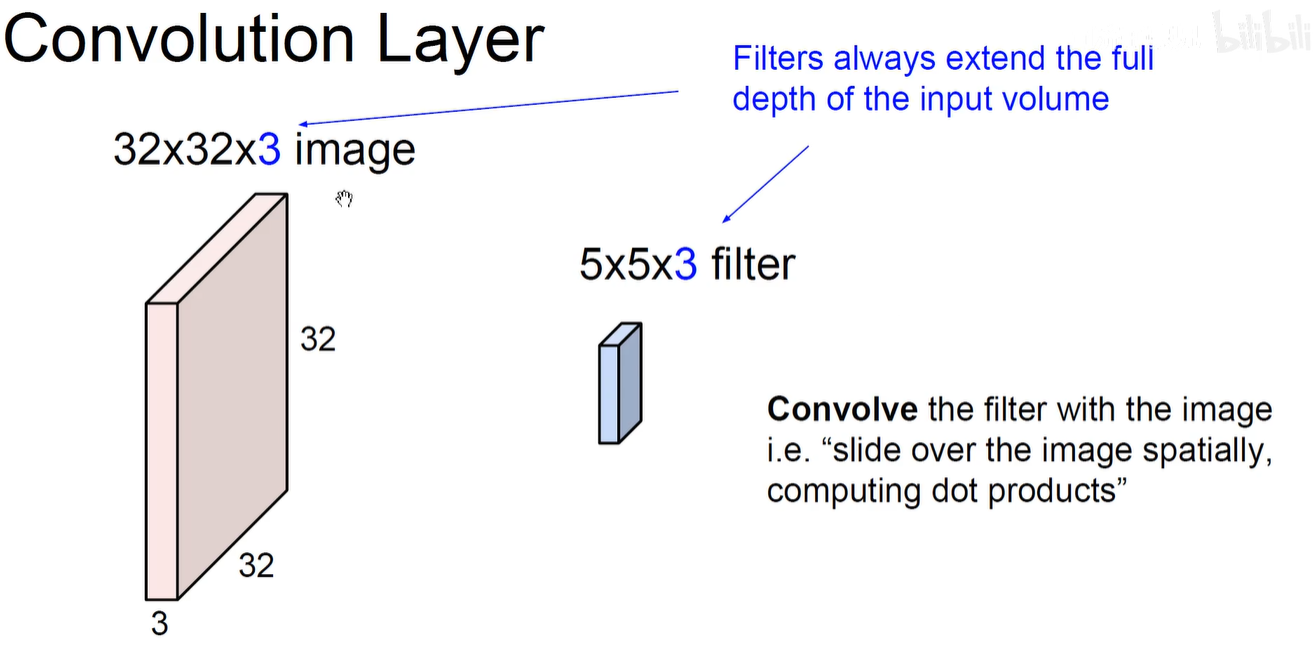 Convolution Layer
bilibili
Filters always extend the full
depth of the input volume
32x32x3 image
5x5x3 filter
32
32
3
Convolve the filter with the image
i.e. “slide over the image spatially,
computing dot products”